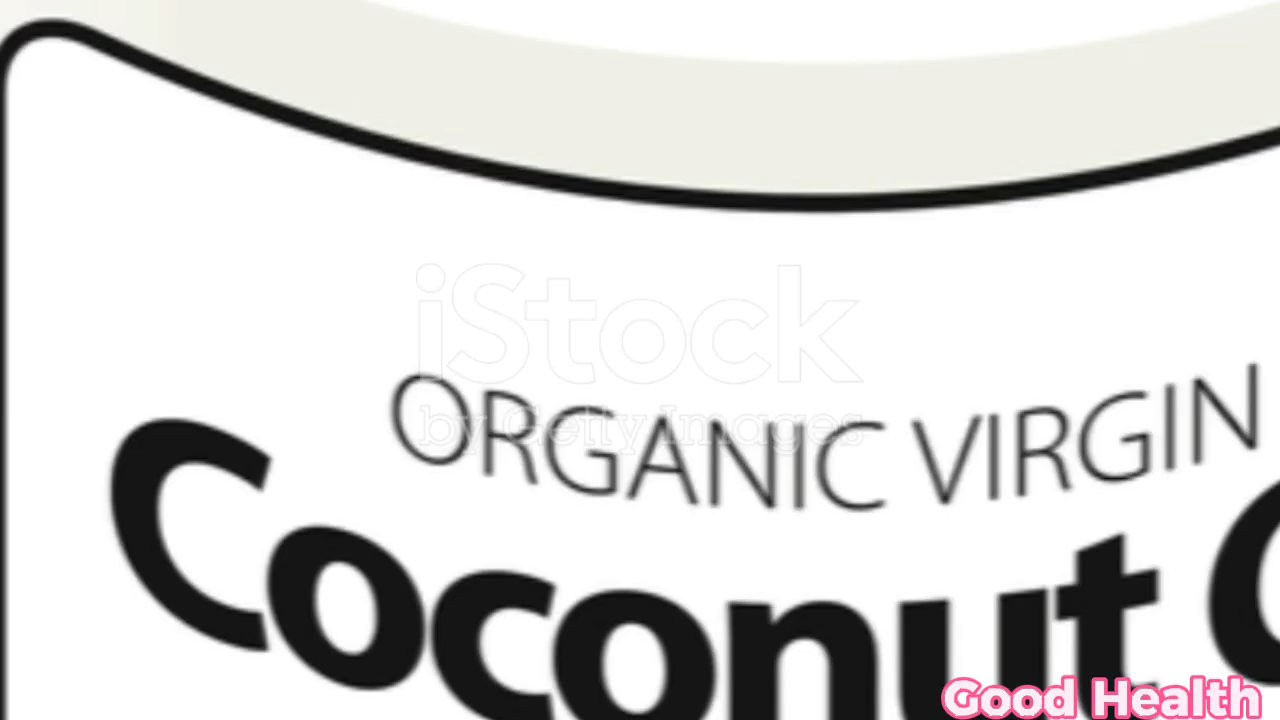 iStock
by Getty Images
ORGANIC VIRGIN
Coconut
Good Health